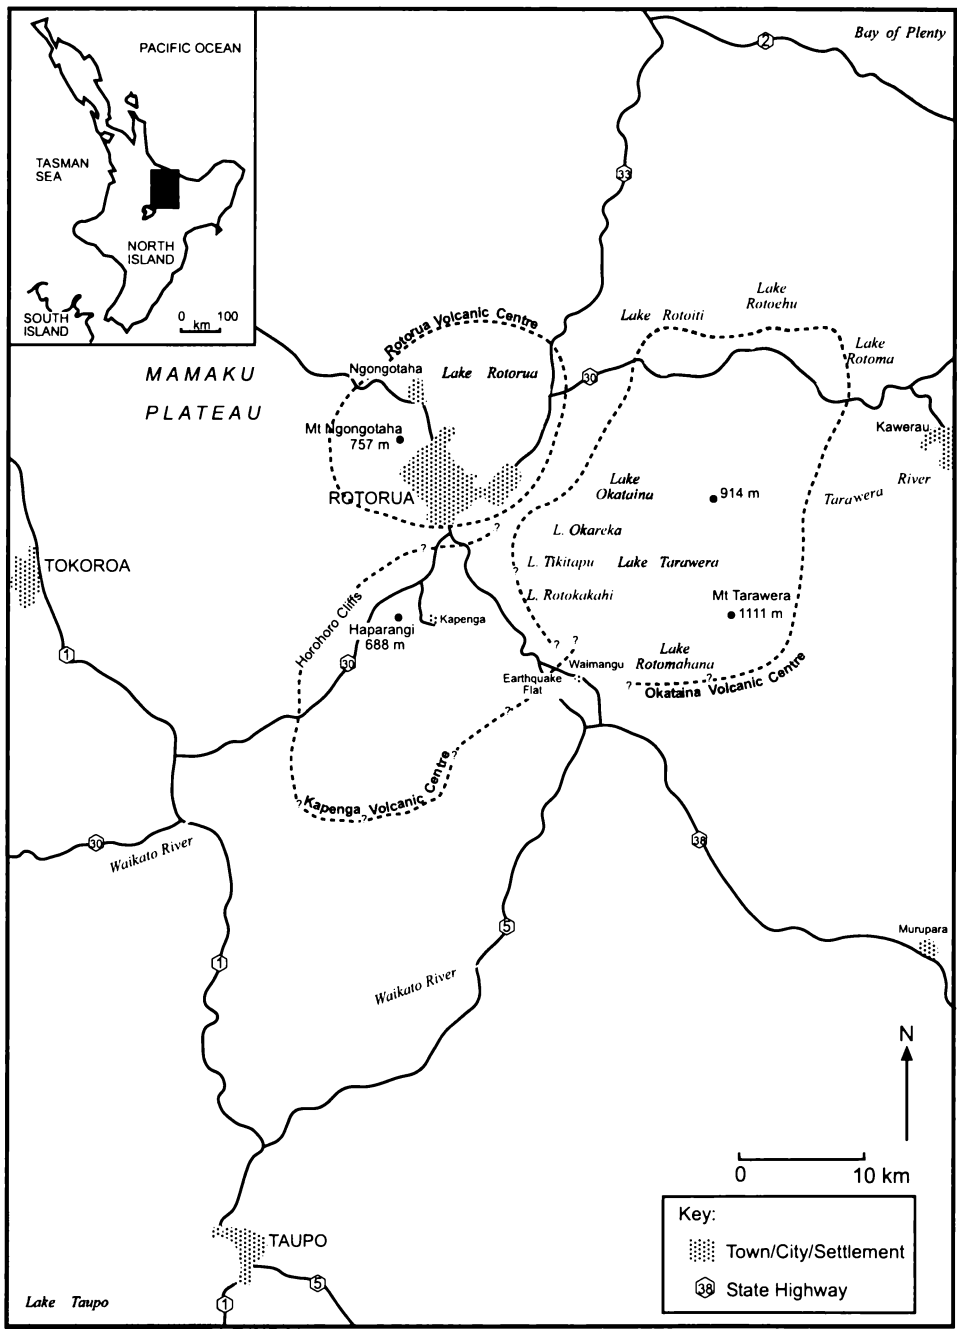 PACIFIC OCEAN
TASMAN
SEA
NORTH
ISLAND
SOUTH
ISLAND
0 100
km
Bay of Plenty
2
33
Lake
Rotoehu
Lake Rotoiti
Lake
Rotoma
Rotorua Volcanic Centre
MAMAKU
PLATEAU
Ngongotaha
Lake Rotorua
30
Mt Ngongotaha
757 m
Kawerau
ROTORUA
Lake
Okataina
914 m
Tarawera River
L. Okareka
?
?
TOKOROA
L. Tikitapu
Lake Tarawera
?
L. Rotokakahi
Mt Tarawera
1111 m
Horohoro Cliffs
Haparangi
688 m
Kapenga
30
1
?
?
Lake
Rotomahana
Waimangu
Earthquake
Flat
?
?
Okataina Volcanic Centre
?
?
Kapenga Volcanic Centre
?
?
30
Waikato River
38
5
Murupara
1
Waikato River
N
0 10 km
Key:
Town/City/Settlement
38 State Highway
TAUPO
5
1
Lake Taupo